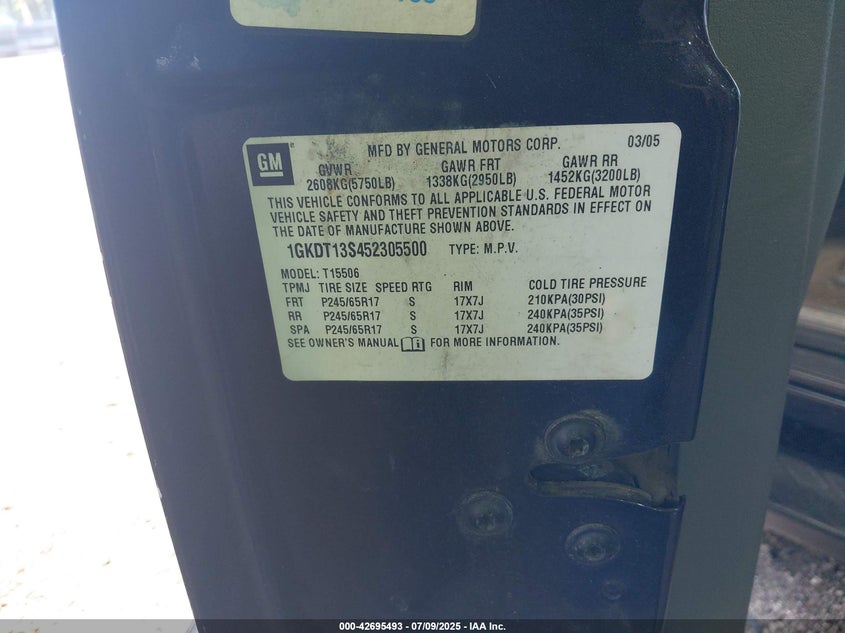 GM
MFD BY GENERAL MOTORS CORP. 03/05
GVWR GAWR FRT GAWR RR
2608KG(5750LB) 1338KG(2950LB) 1452KG(3200LB)
THIS VEHICLE CONFORMS TO ALL APPLICABLE U.S. FEDERAL MOTOR
VEHICLE SAFETY AND THEFT PREVENTION STANDARDS IN EFFECT ON
THE DATE OF MANUFACTURE SHOWN ABOVE.
1GKDT13S452305500 TYPE: M.P.V.
MODEL: T15506
TPMJ TIRE SIZE SPEED RTG RIM COLD TIRE PRESSURE
FRT P245/65R17 S 17X7J 210KPA(30PSI)
RR P245/65R17 S 17X7J 240KPA(35PSI)
SPA P245/65R17 S 17X7J 240KPA(35PSI)
SEE OWNER'S MANUAL FOR MORE INFORMATION.
000-42695493 - 07/09/2025 - IAA Inc.